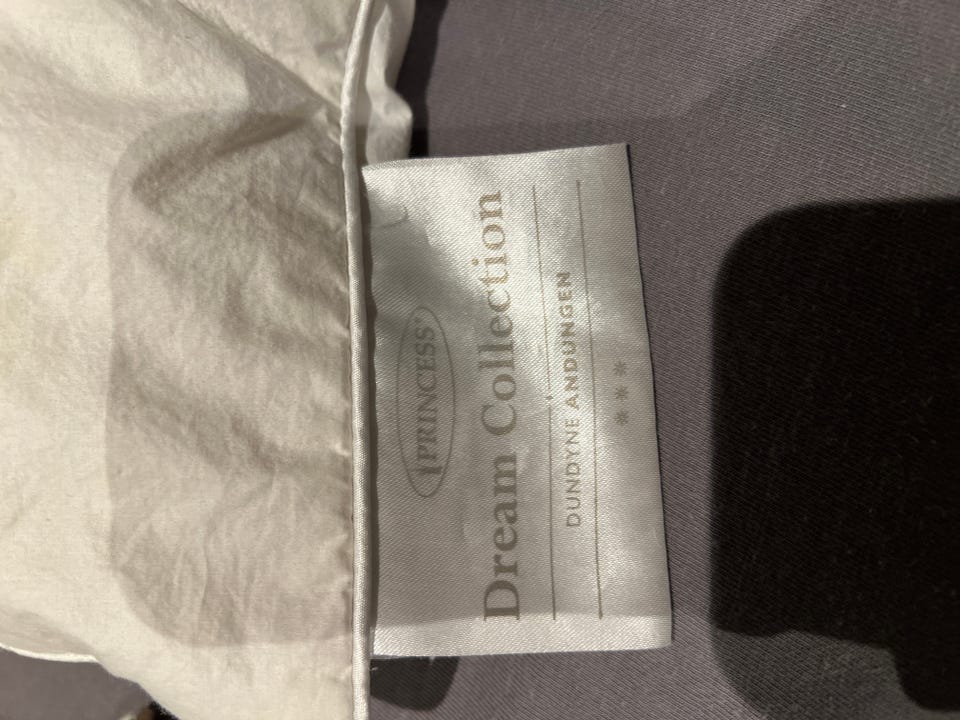 PRINCESS
Dream Collection
DUNDYNE ANDUNGEN
***